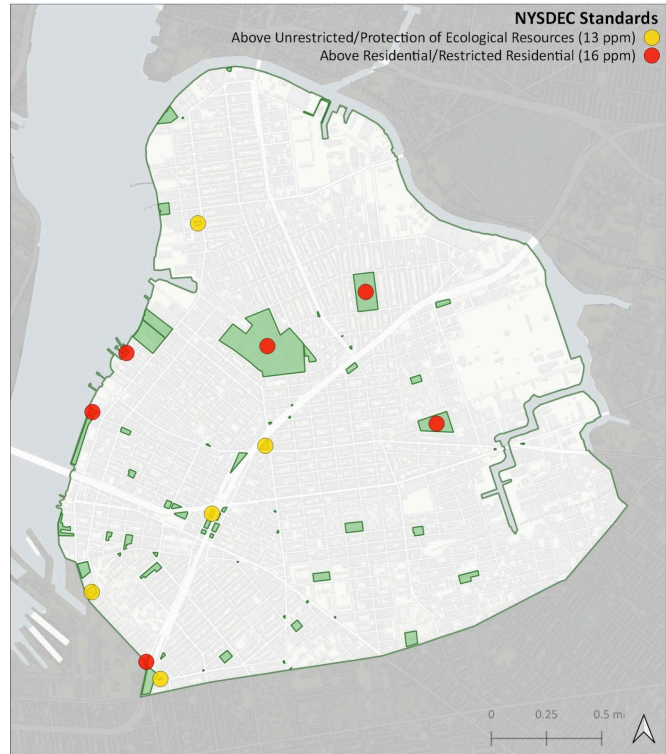 NYSDEC Standards
Above Unrestricted/Protection of Ecological Resources (13 ppm)
Above Residential/Restricted Residential (16 ppm)
0 0.25 0.5 mi